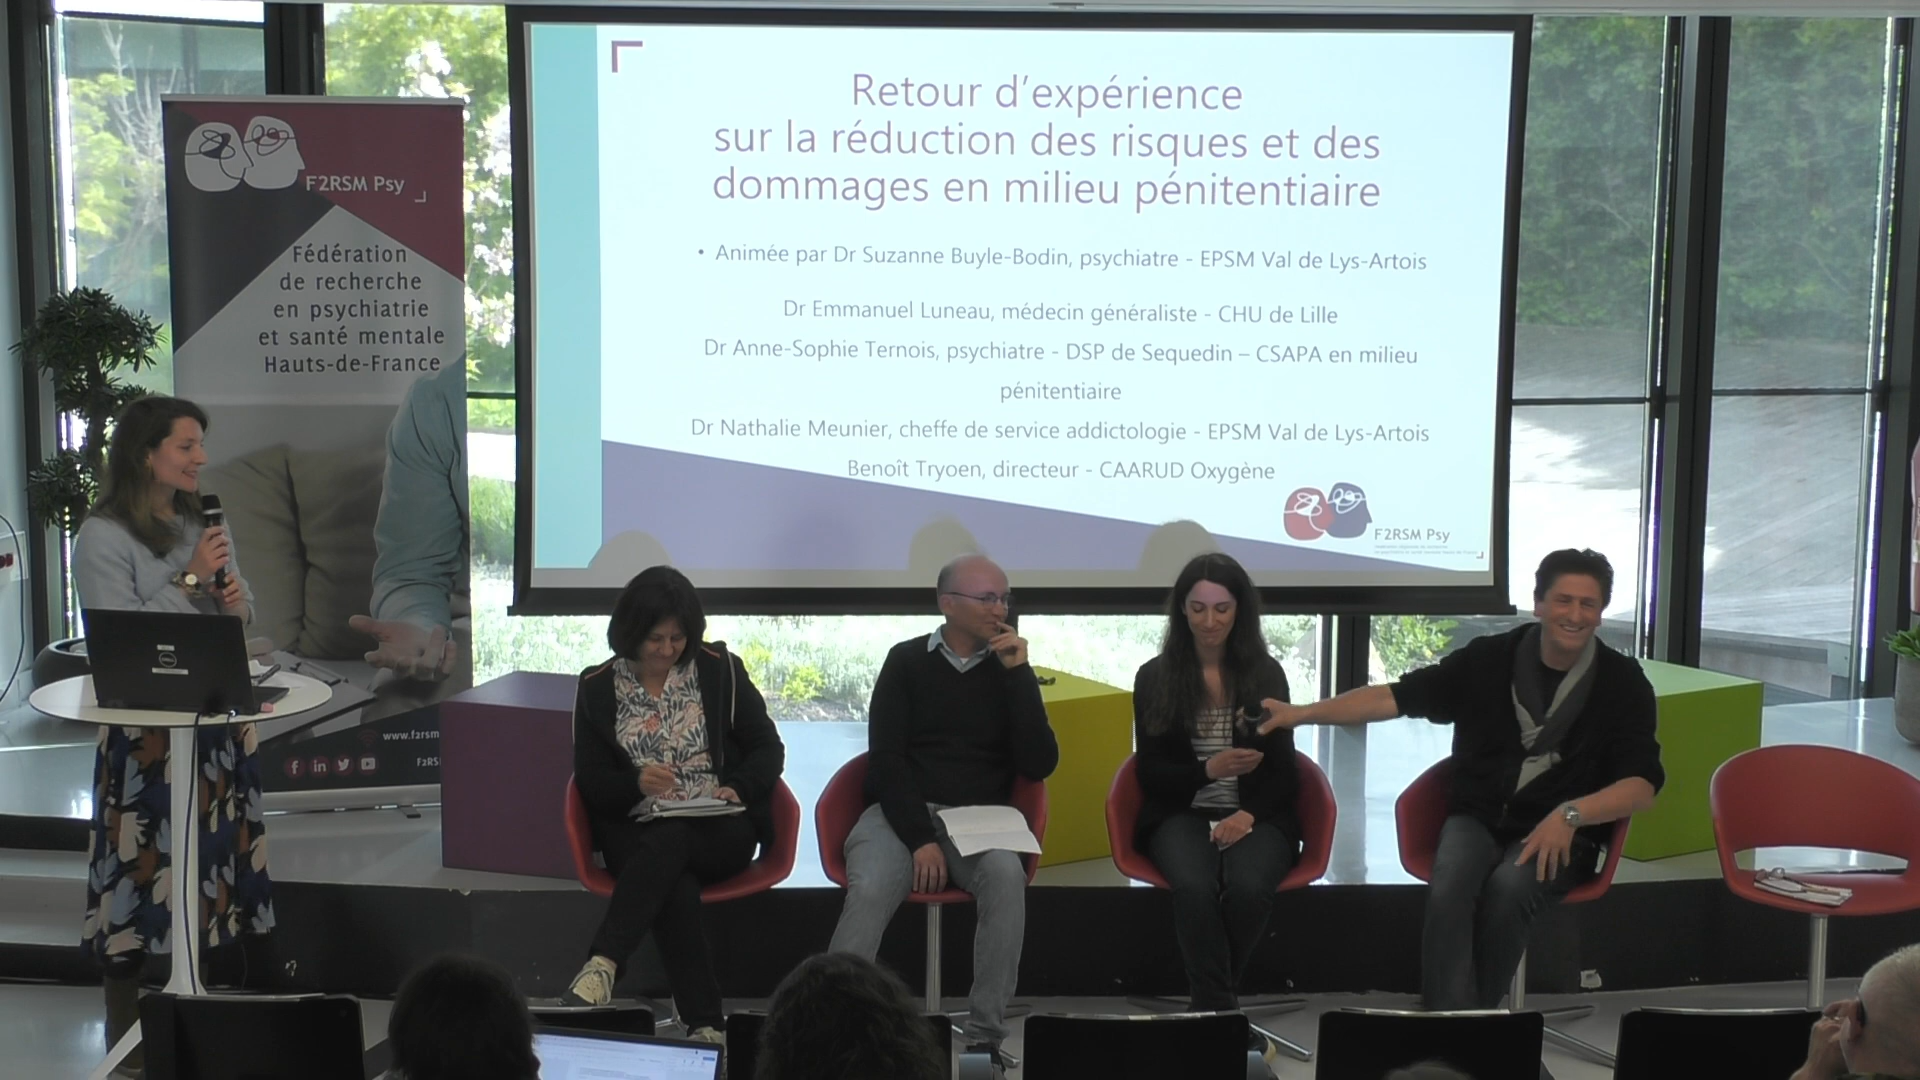 F2RSM Psy
Fédération
de recherche
en psychiatrie
et santé mentale
Hauts-de-France
www.f2rsm
F2RS
Retour d'expérience
sur la réduction des risques et des
dommages en milieu pénitentiaire
• Animée par Dr Suzanne Buyle-Bodin, psychiatre - EPSM Val de Lys-Artois
Dr Emmanuel Luneau, médecin généraliste - CHU de Lille
Dr Anne-Sophie Ternois, psychiatre - DSP de Sequedin – CSAPA en milieu
pénitentiaire
Dr Nathalie Meunier, cheffe de service addictologie - EPSM Val de Lys-Artois
Benoît Tryoen, directeur - CAARUD Oxygène
F2RSM Psy
DELL